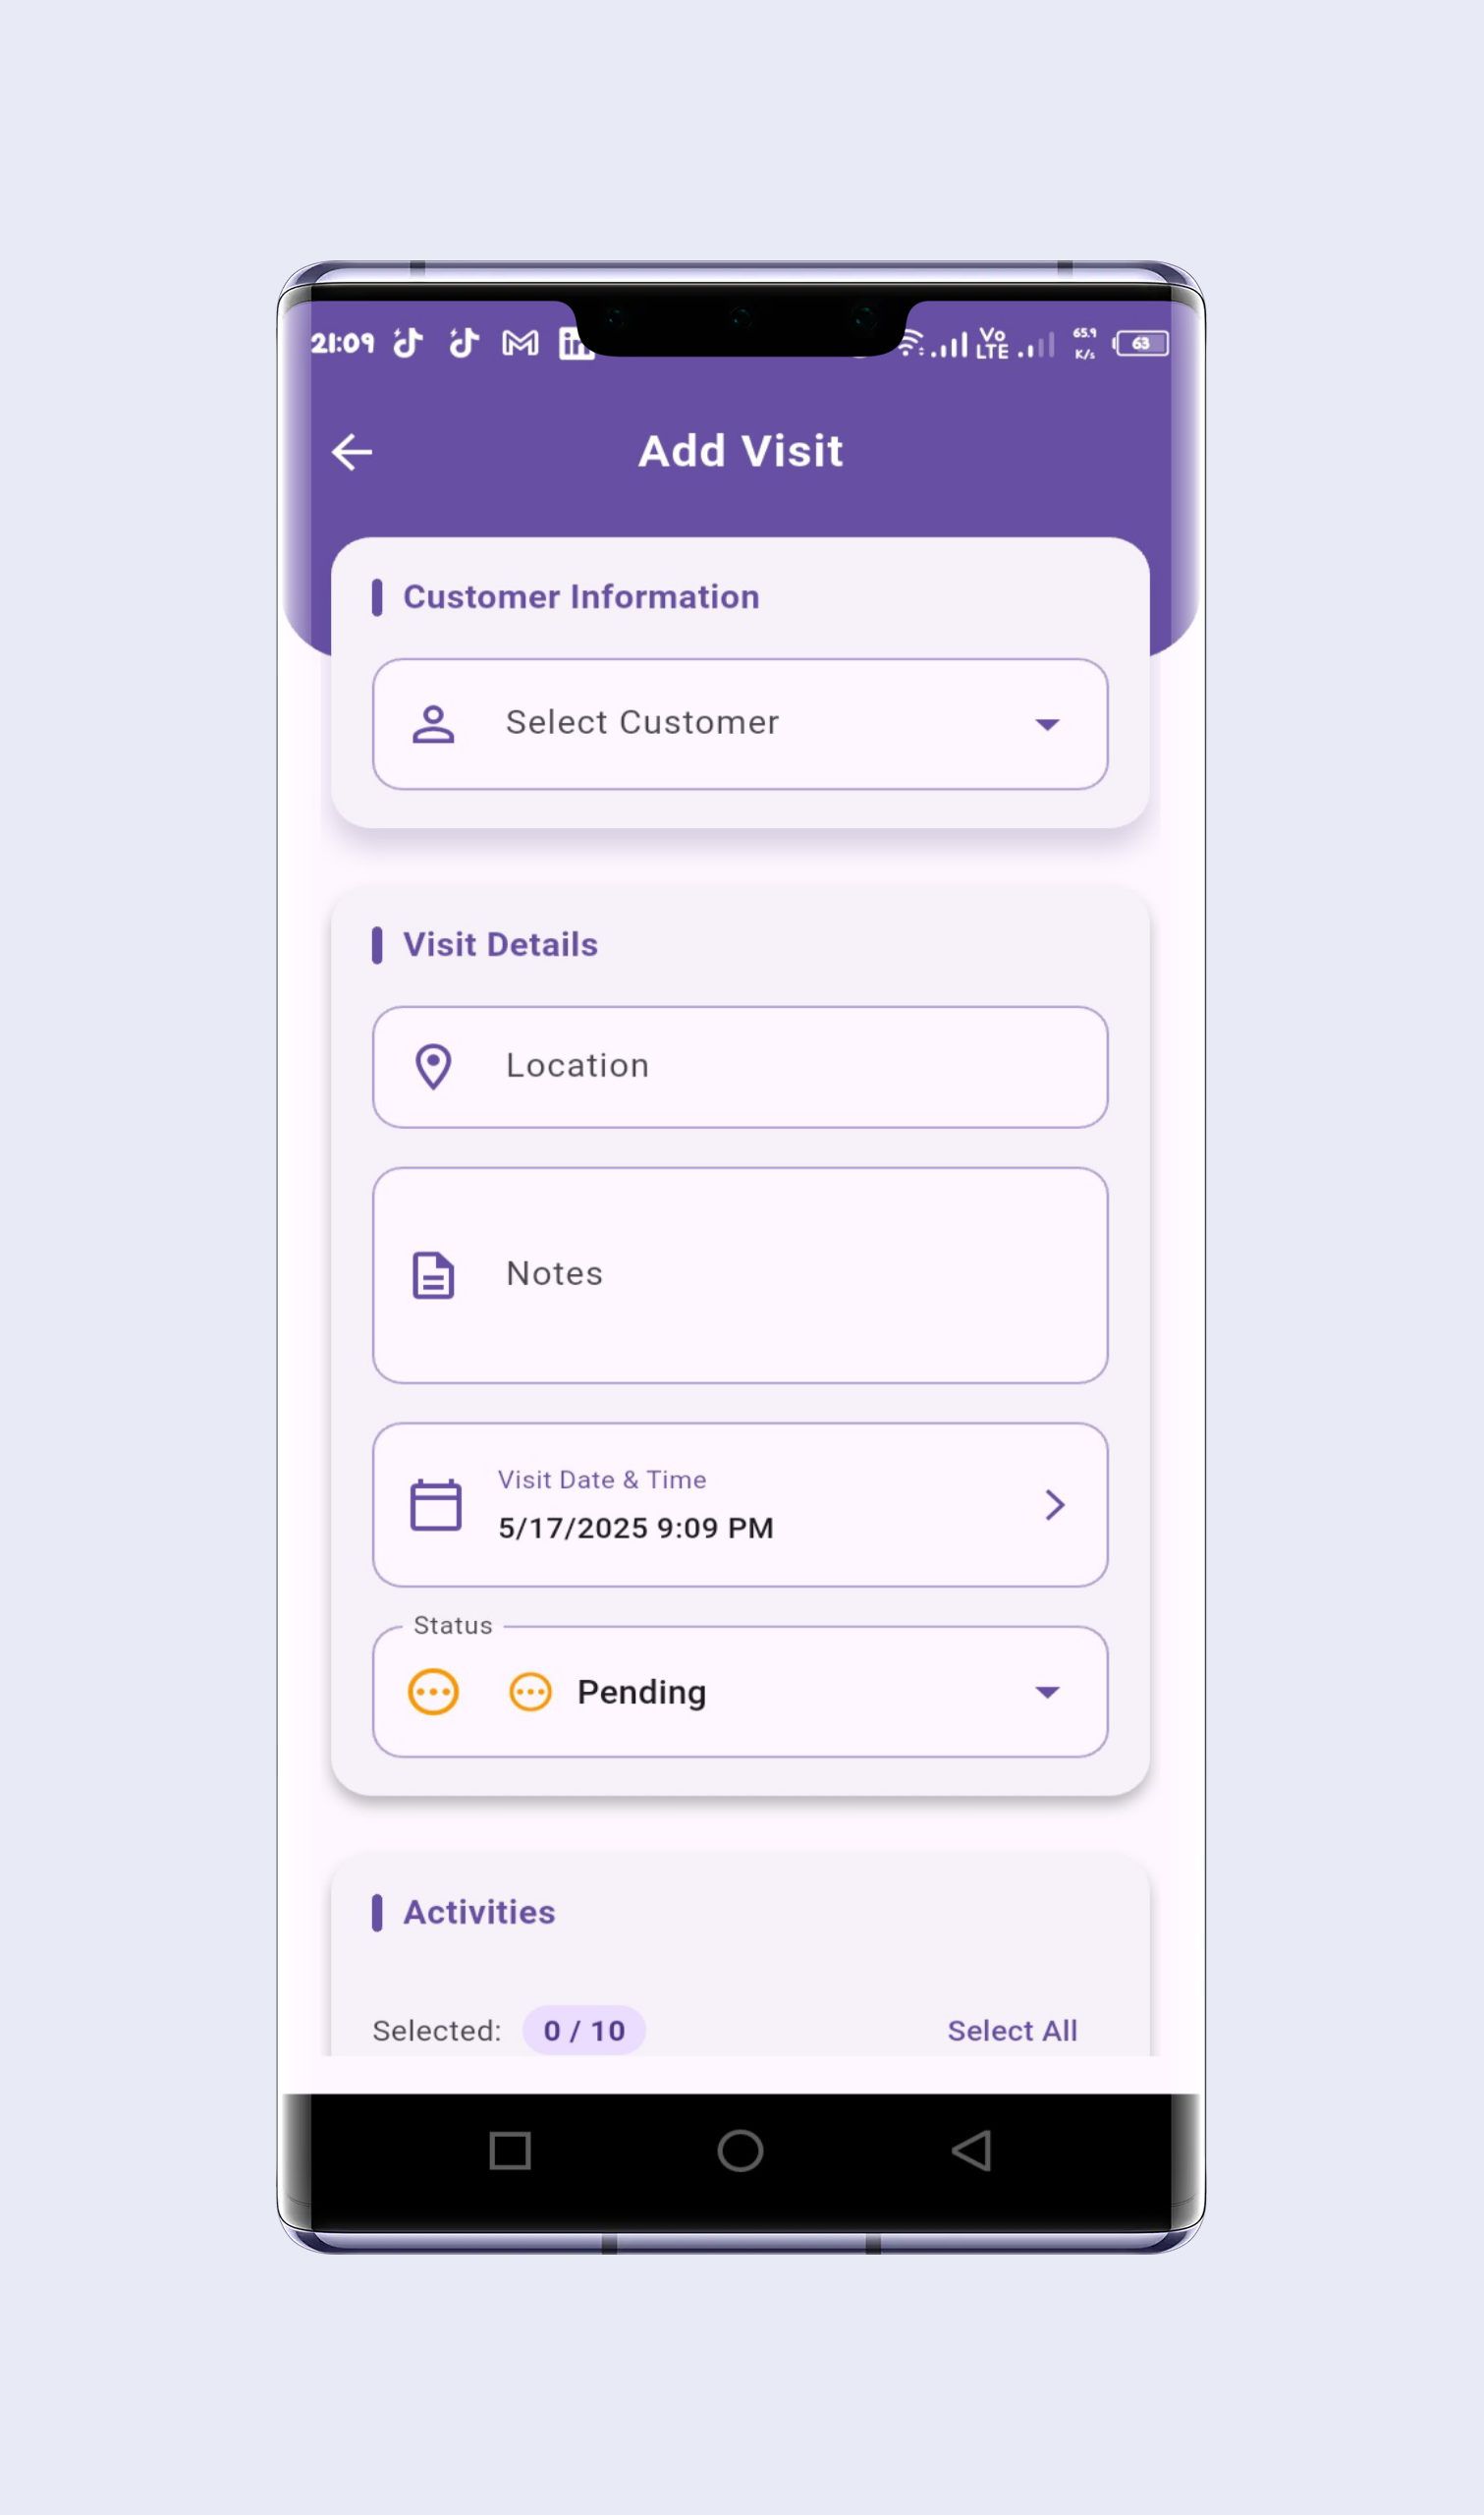 21:09 Vo LTE 65.9 K/s 63
Add Visit
Customer Information
Select Customer
Visit Details
Location
Notes
Visit Date & Time
5/17/2025 9:09 PM
Status
Pending
Activities
Selected: 0 / 10 Select All